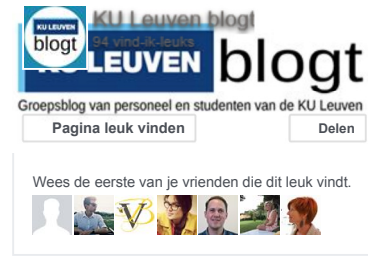 KU Leuven blogt
KU LEUVEN
blogt
94 vind-ik-leuks
KU LEUVEN blogt
Groepsblog van personeel en studenten van de KU Leuven
Pagina leuk vinden
Delen
Wees de eerste van je vrienden die dit leuk vindt.
VB